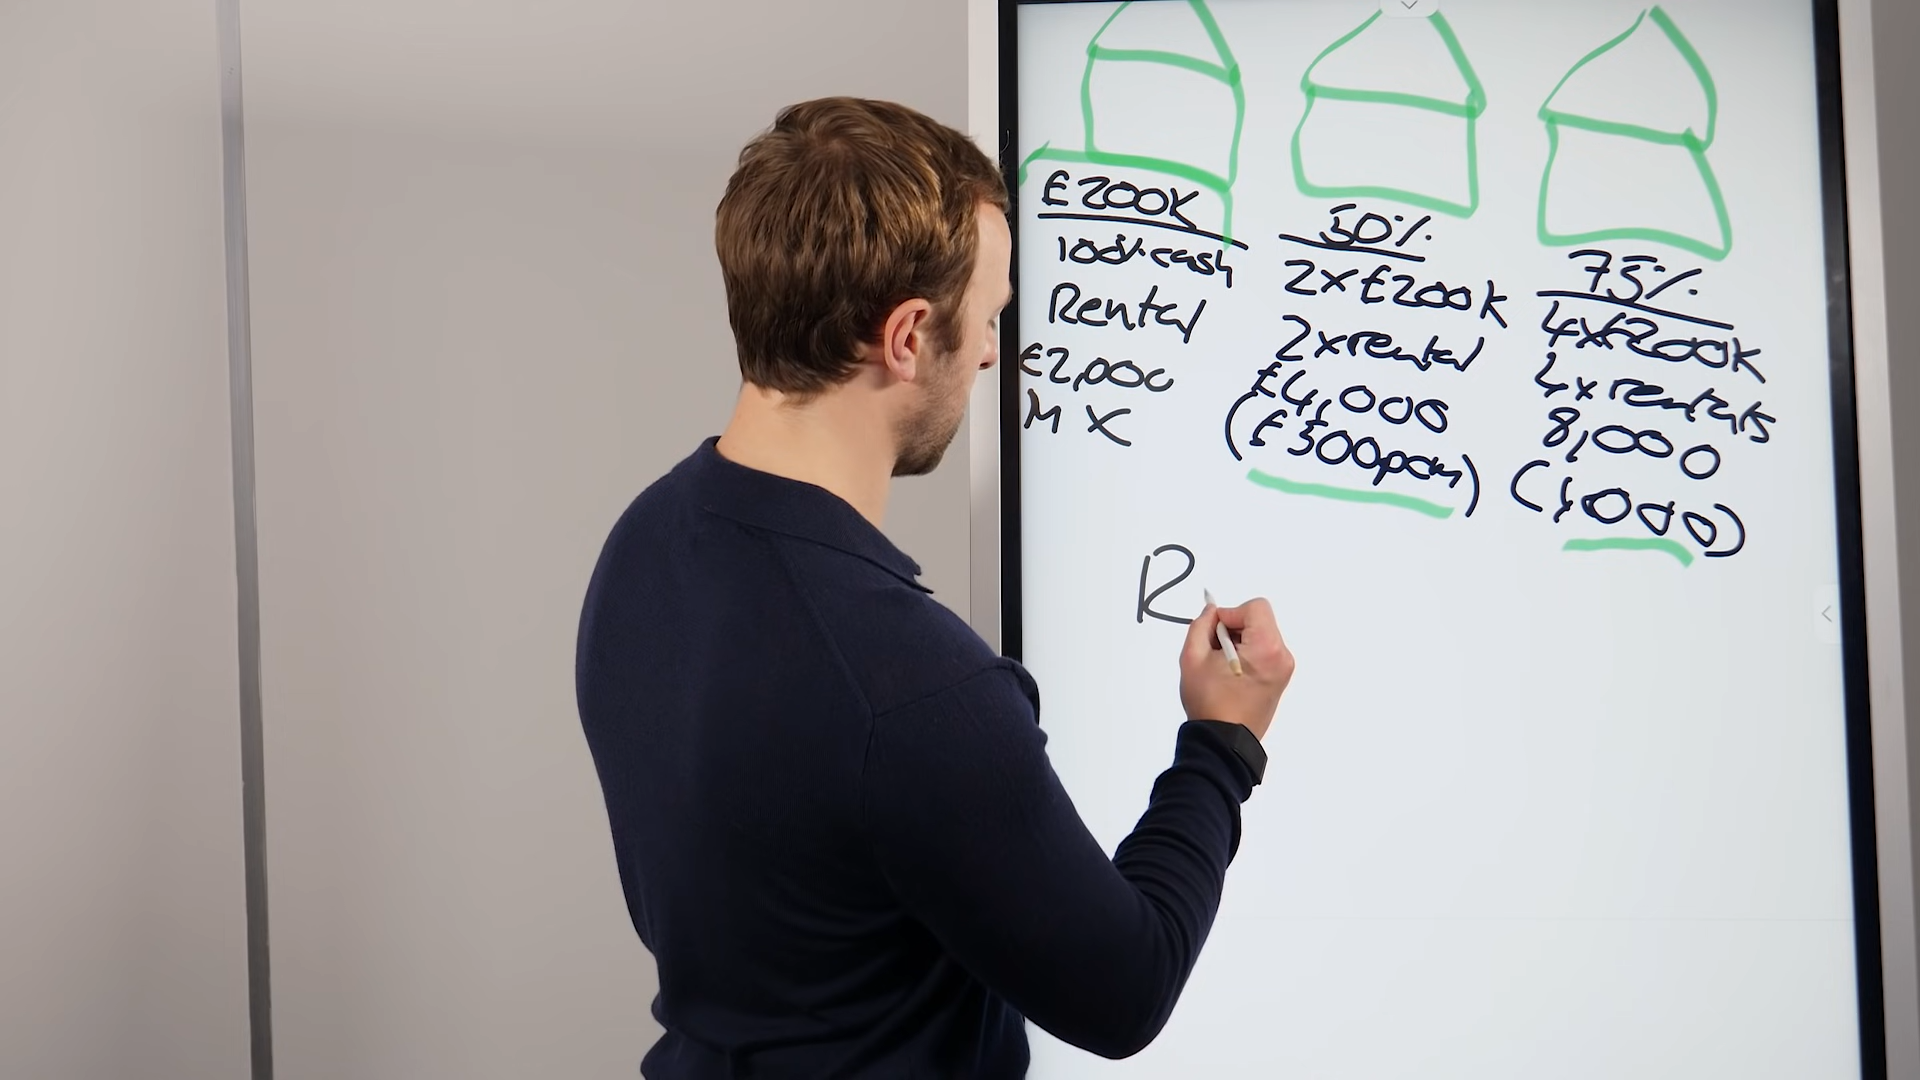 £200K
100% cash
Rental
£2,000
M X
50%
2x£200K
2xrental
£4,000
(£500pcm)
75%
4x£200K
4xrentals
8,000
(1,000)
R